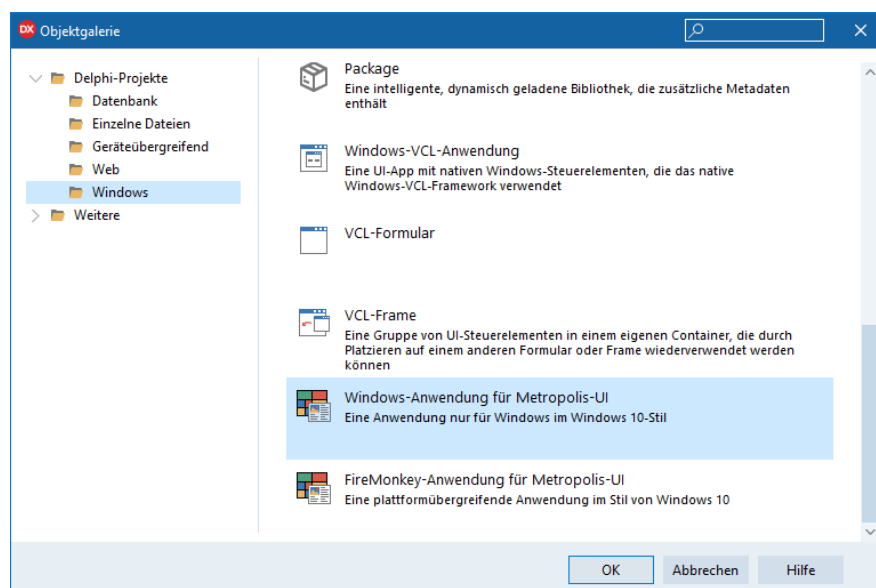 DX Objektgalerie
Delphi-Projekte
Datenbank
Einzelne Dateien
Geräteübergreifend
Web
Windows
Weitere
Package
Eine intelligente, dynamisch geladene Bibliothek, die zusätzliche Metadaten
enthält
Windows-VCL-Anwendung
Eine UI-App mit nativen Windows-Steuerelementen, die das native
Windows-VCL-Framework verwendet
VCL-Formular
VCL-Frame
Eine Gruppe von UI-Steuerelementen in einem eigenen Container, die durch
Platzieren auf einem anderen Formular oder Frame wiederverwendet werden
können
Windows-Anwendung für Metropolis-UI
Eine Anwendung nur für Windows im Windows 10-Stil
FireMonkey-Anwendung für Metropolis-UI
Eine plattformübergreifende Anwendung im Stil von Windows 10
OK
Abbrechen
Hilfe